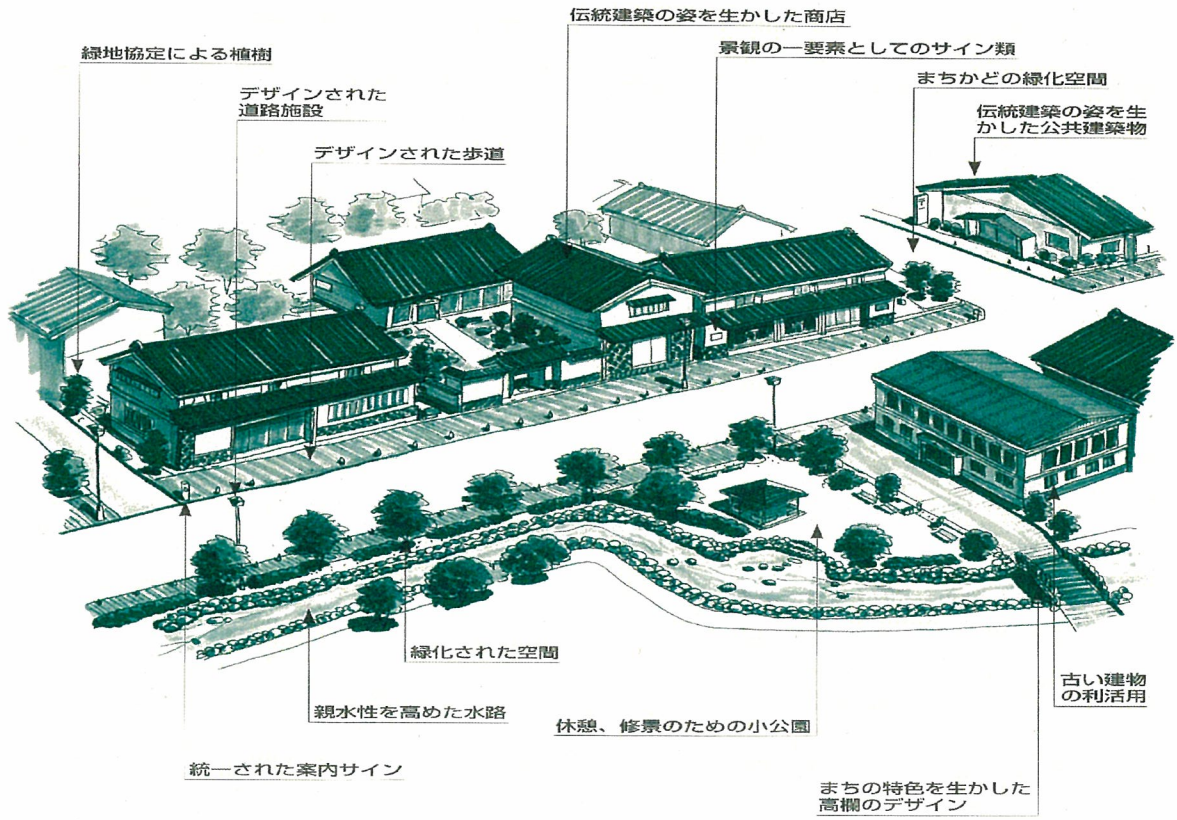 伝統建築の姿を生かした商店
緑地協定による植樹
景観の一要素としてのサイン類
まちかどの緑化空間
デザインされた
道路施設
伝統建築の姿を生
かした公共建築物
デザインされた歩道
緑化された空間
古い建物
の利活用
親水性を高めた水路
休憩、修景のための小公園
統一された案内サイン
まちの特色を生かした
高欄のデザイン